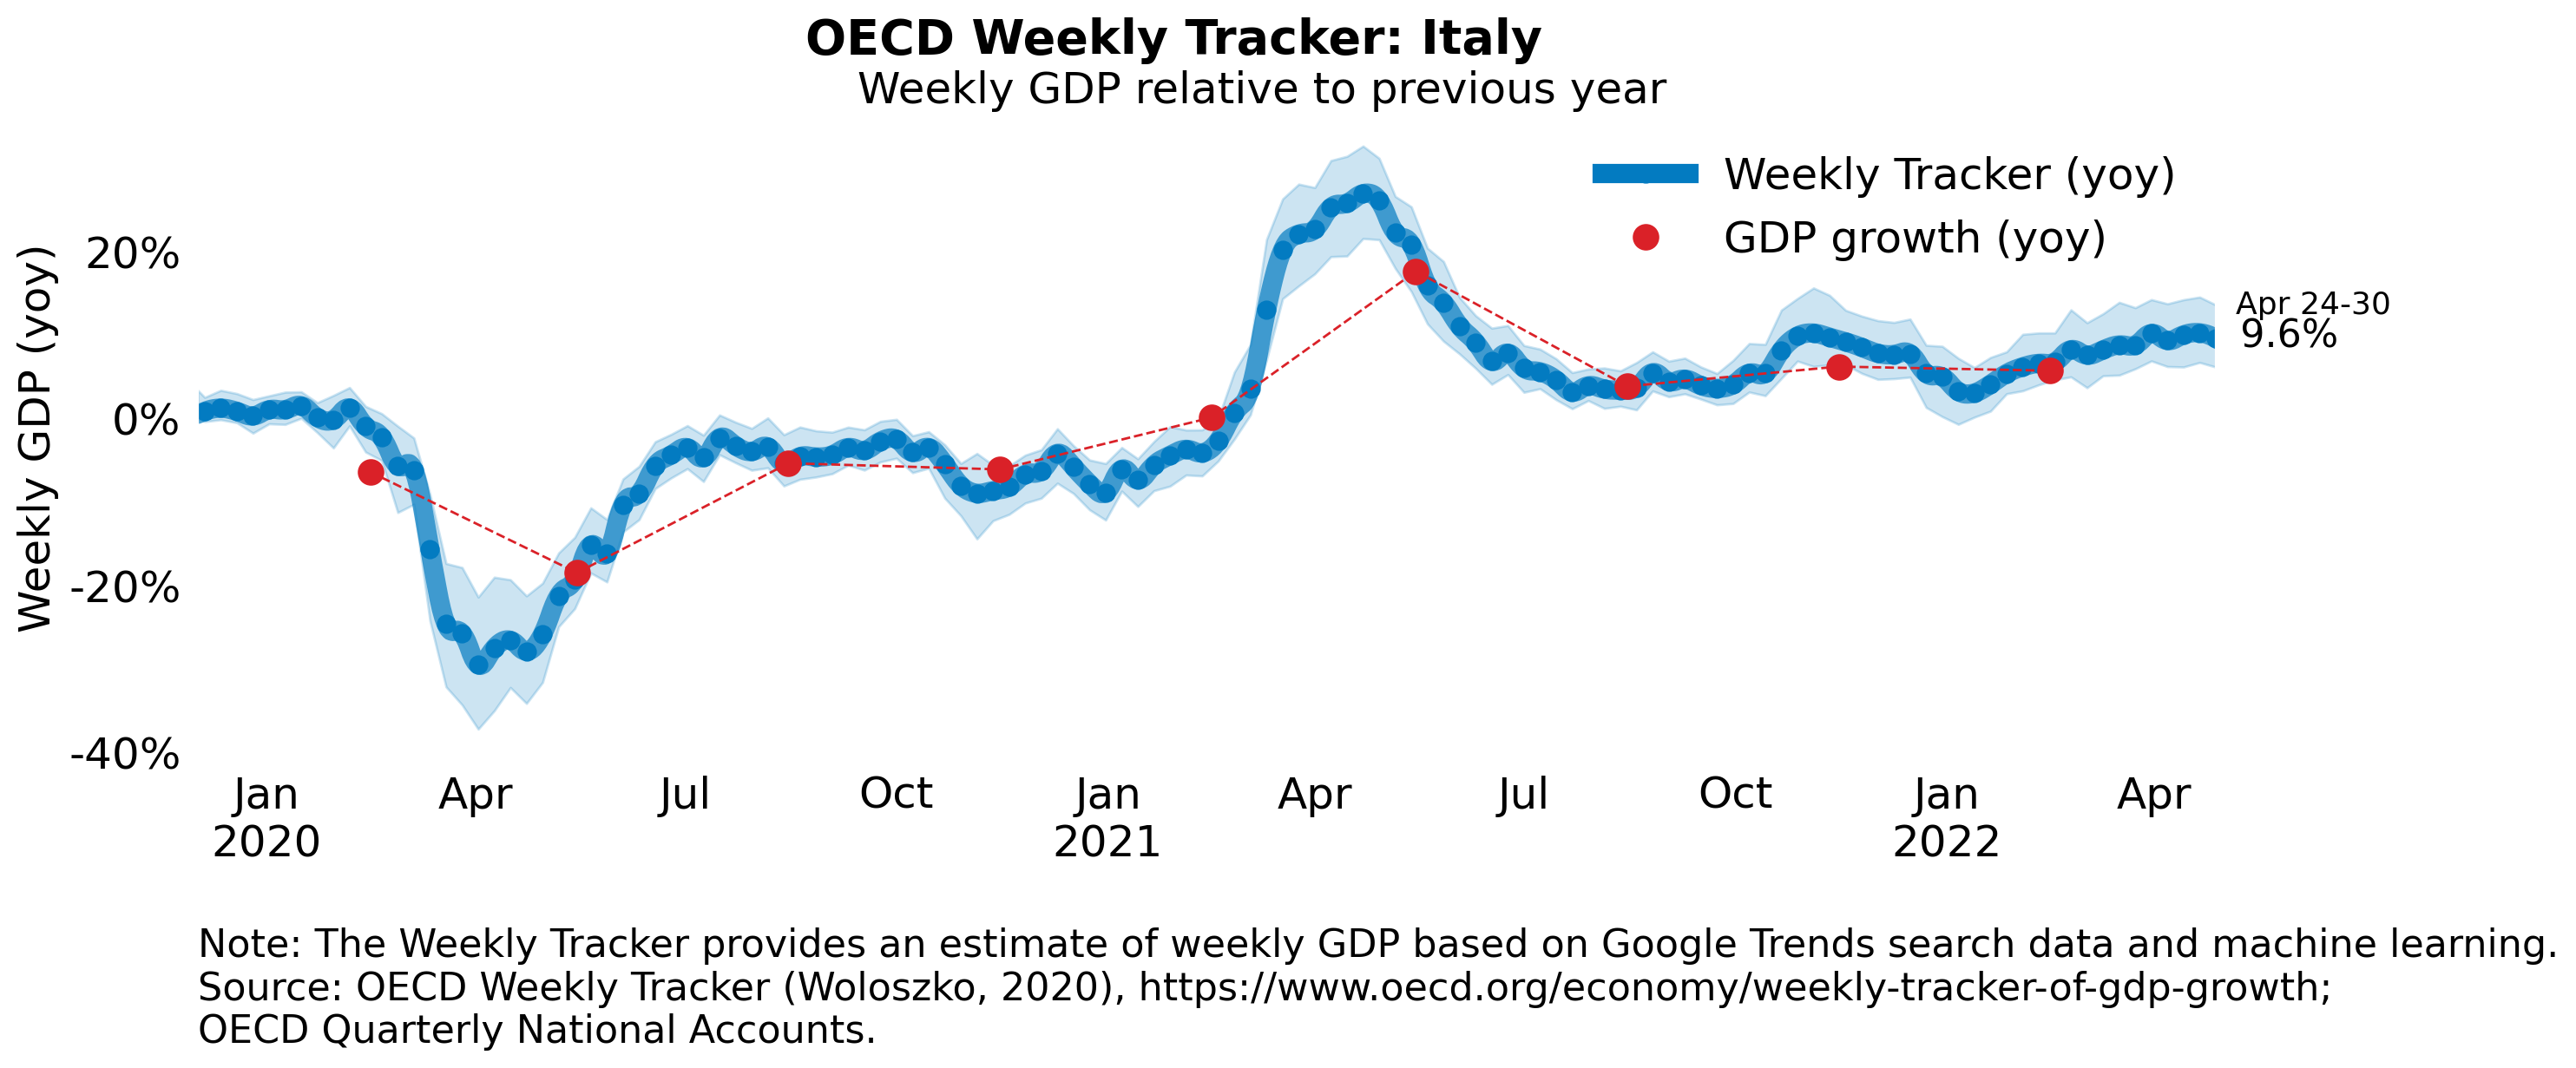 OECD Weekly Tracker: Italy
Weekly GDP relative to previous year
Weekly Tracker (yoy)
GDP growth (yoy)
Weekly GDP (yoy)
20%
0%
-20%
-40%
Apr 24-30
9.6%
Jan Apr Jul Oct Jan Apr Jul Oct Jan Apr
2020 2021 2022
Note: The Weekly Tracker provides an estimate of weekly GDP based on Google Trends search data and machine learning.
Source: OECD Weekly Tracker (Woloszko, 2020), https://www.oecd.org/economy/weekly-tracker-of-gdp-growth;
OECD Quarterly National Accounts.